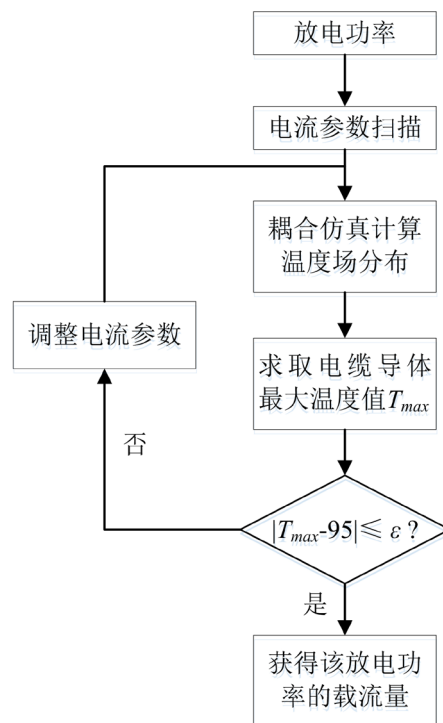 放电功率
电流参数扫描
耦合仿真计算
温度场分布
调整电流参数
求取电缆导体
最大温度值Tmax
否
|Tmax-95|≤ ε ?
是
获得该放电功
率的载流量